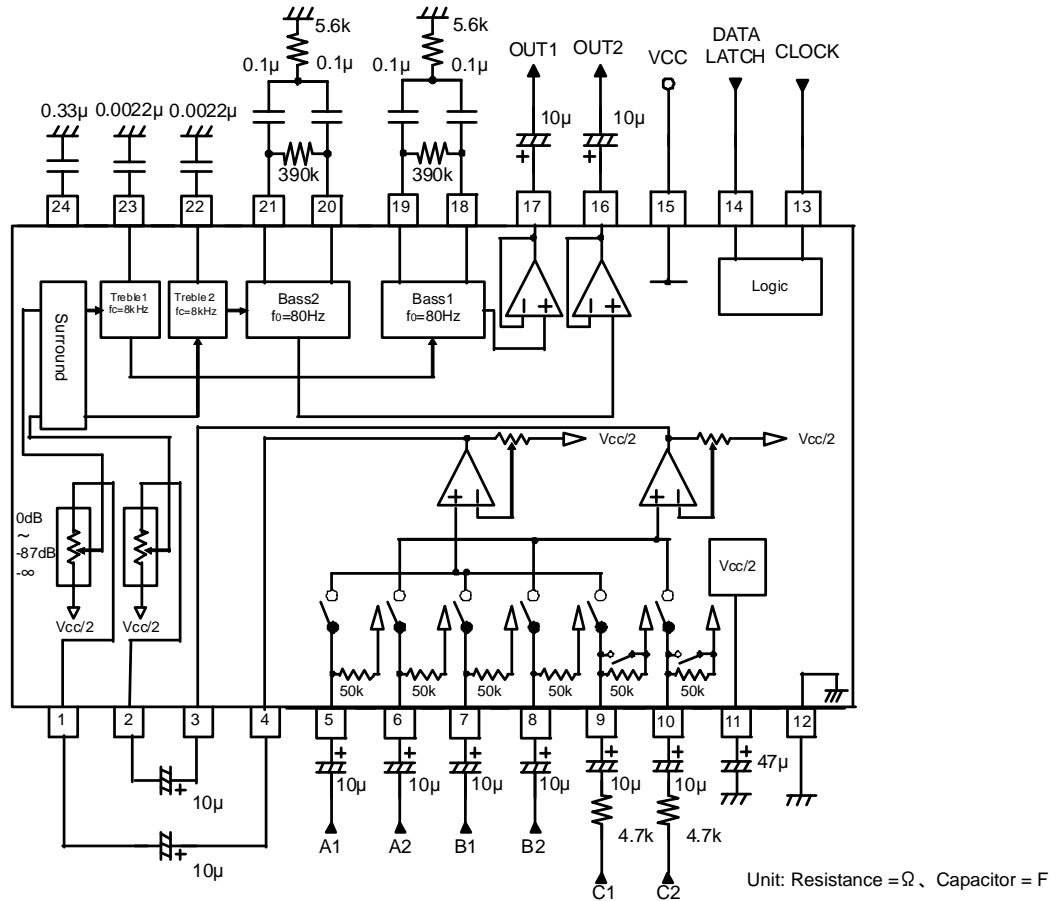 5.6k 5.6k
0.1µ 0.1µ 0.1µ 0.1µ
OUT1 OUT2 VCC DATA LATCH CLOCK
0.33µ 0.0022µ 0.0022µ
10µ 10µ
+ +
390k 390k
24 23 22 21 20 19 18 17 16 15 14 13
Surround
Treble1
fc=8kHz
Treble2
fc=8kHz
Bass2
f0=80Hz
Bass1
f0=80Hz
Logic
Vcc/2 Vcc/2
0dB
~
-87dB
-∞
Vcc/2 Vcc/2
Vcc/2
50k 50k 50k 50k 50k 50k
1 2 3 4 5 6 7 8 9 10 11 12
+ + + + + + +
10µ 10µ 10µ 10µ 10µ 10µ 47µ
+
10µ
+
10µ
4.7k 4.7k
A1 A2 B1 B2
C1 C2
Unit: Resistance =Ω、Capacitor = F